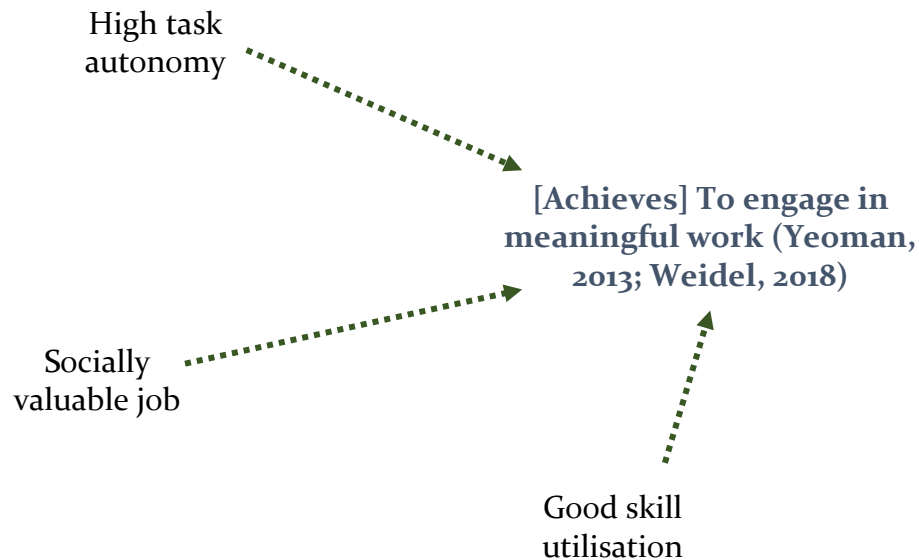 High task
autonomy
[Achieves] To engage in
meaningful work (Yeoman,
2013; Weidel, 2018)
Socially
valuable job
Good skill
utilisation